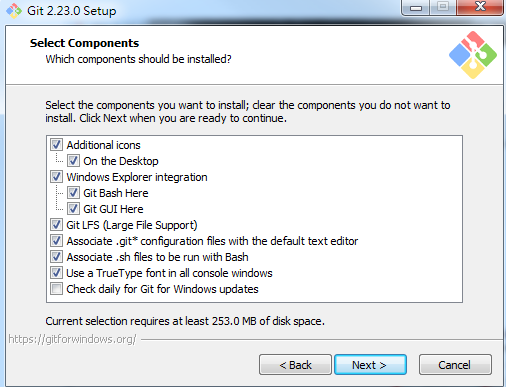 Git 2.23.0 Setup
Select Components
Which components should be installed?
Select the components you want to install; clear the components you do not want to
install. Click Next when you are ready to continue.
Additional icons
On the Desktop
Windows Explorer integration
Git Bash Here
Git GUI Here
Git LFS (Large File Support)
Associate .git* configuration files with the default text editor
Associate .sh files to be run with Bash
Use a TrueType font in all console windows
Check daily for Git for Windows updates
Current selection requires at least 253.0 MB of disk space.
https://gitforwindows.org/
< Back
Next >
Cancel